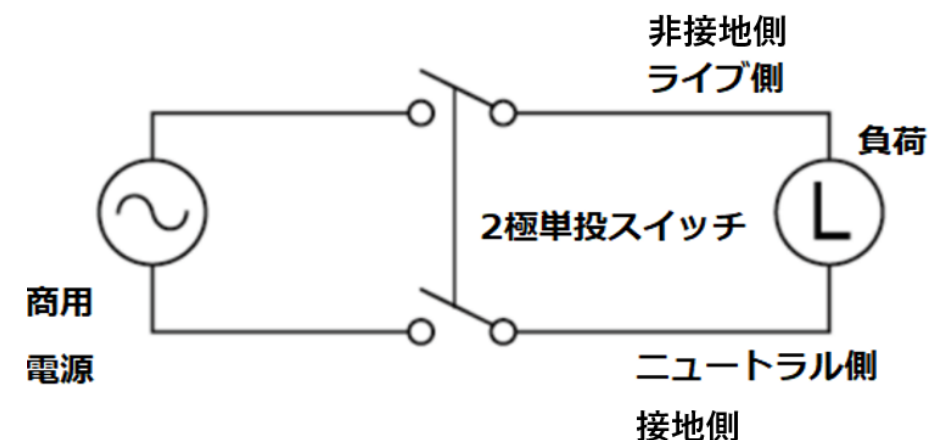 非接地側
ライブ側
負荷
L
2極単投スイッチ
商用
電源
ニュートラル側
接地側